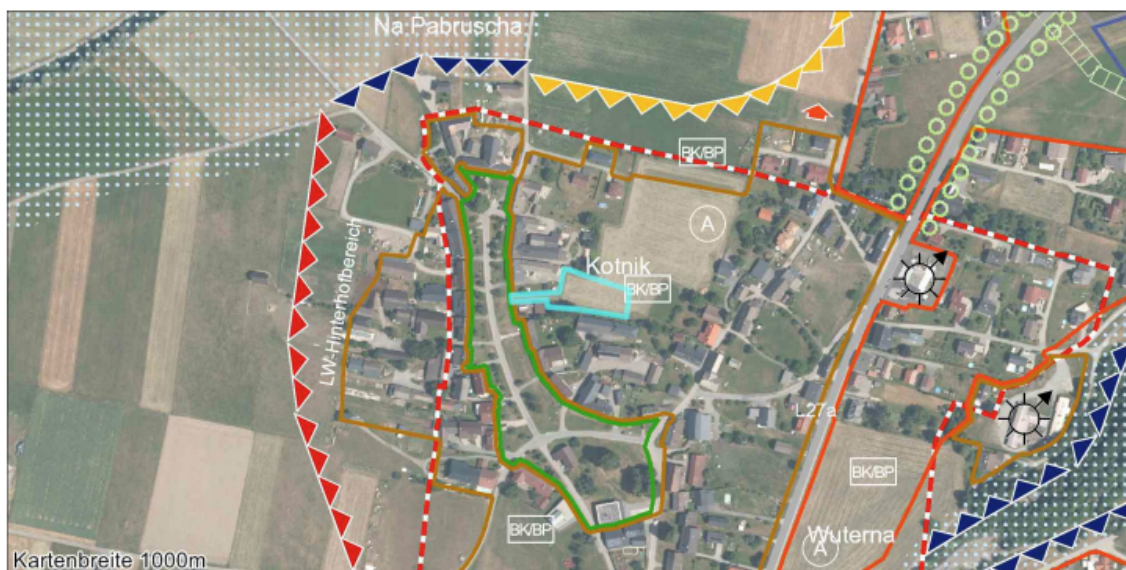 Na Pabruscha
BK/BP
A
LW-Hinterhofbereich
Kotnik
BK/BP
L27a
BK/BP
BK/BP
Wuterna
A
Kartenbreite 1000m